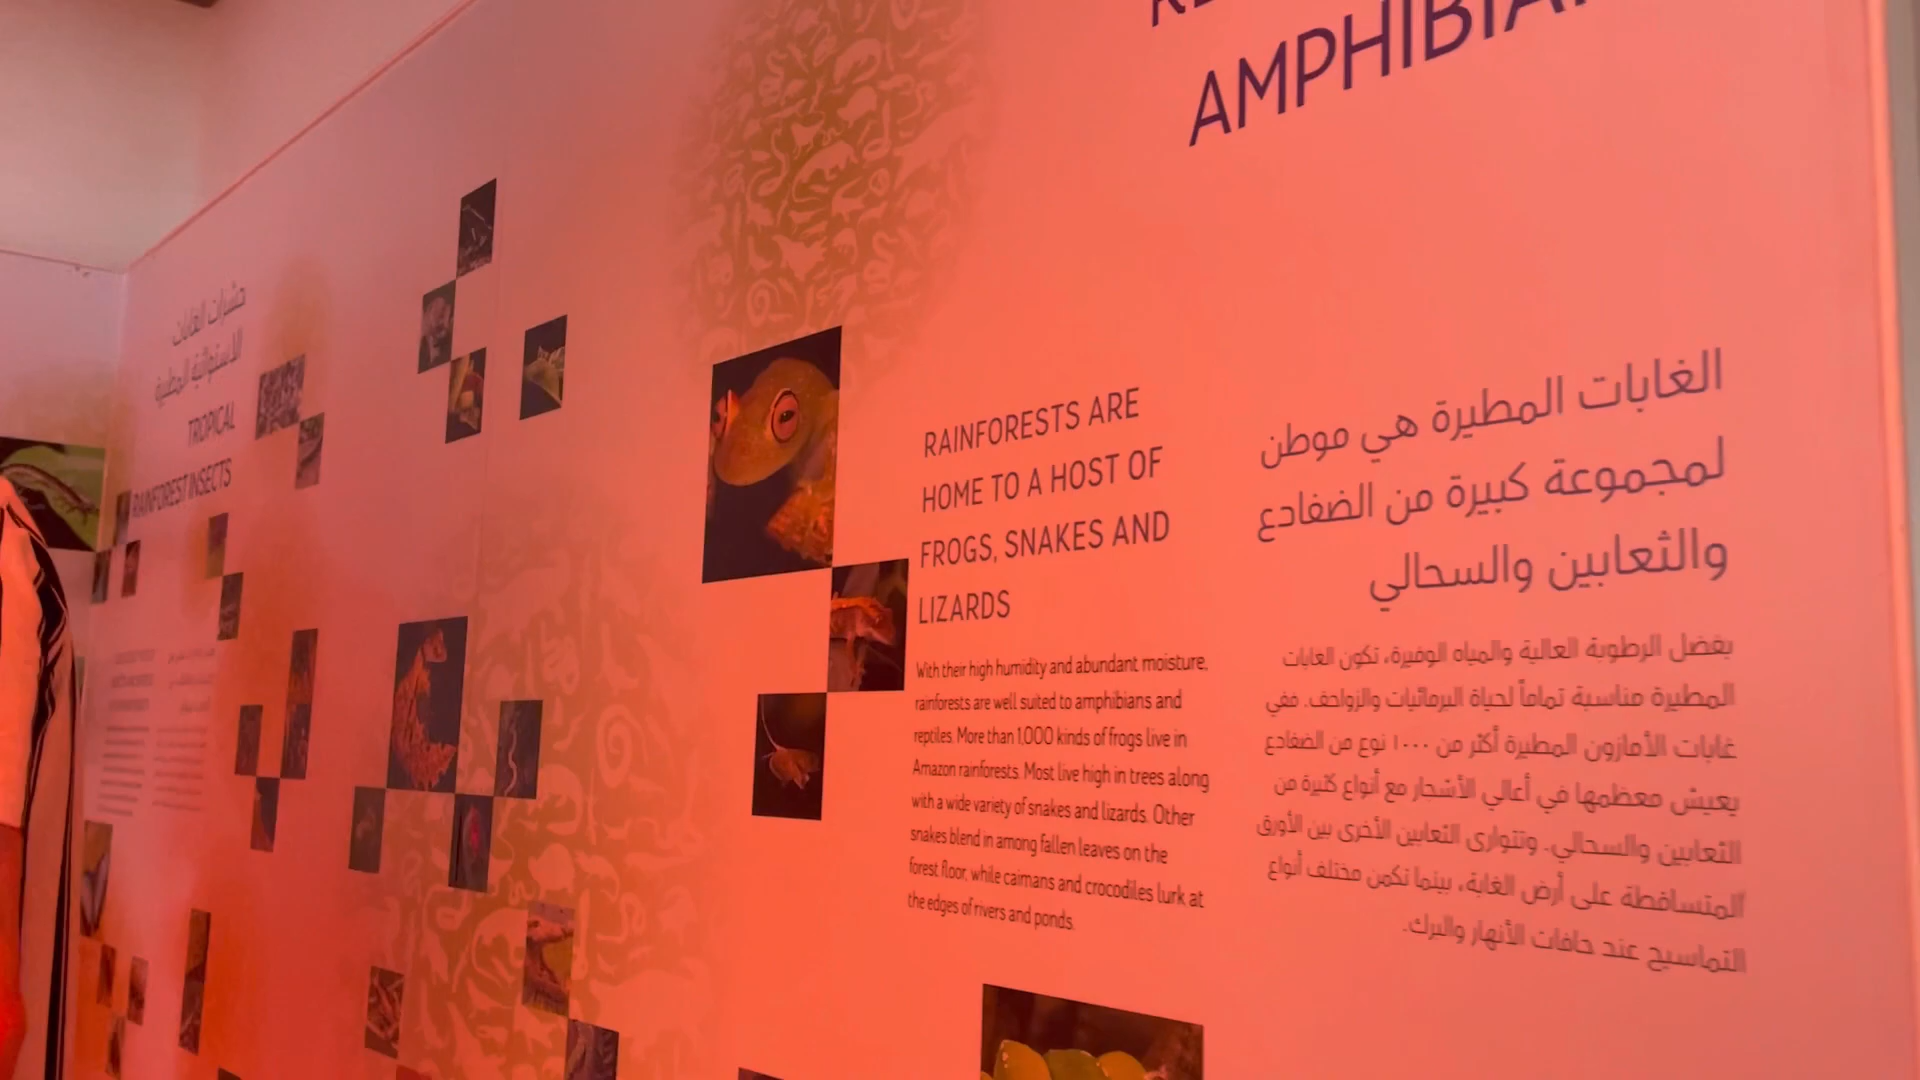 AMPHIBIA
RAINFORESTS ARE
HOME TO A HOST OF
FROGS, SNAKES AND
LIZARDS
With their high humidity and abundant moisture,
rainforests are well suited to amphibians and
reptiles. More than 1,000 kinds of frogs live in
Amazon rainforests. Most live high in trees along
with a wide variety of snakes and lizards. Other
snakes blend in among fallen leaves on the
forest floor, while caimans and crocodiles lurk at
the edges of rivers and ponds.
الغابات المطيرة هي موطن
لمجموعة كبيرة من الضفادع
والثعابين والسحالي
بفضل الرطوبة العالية والمياه الوفيرة، تكون الغابات
المطيرة مناسبة تماماً لحياة البرمائيات والزواحف. ففي
غابات الأمازون المطيرة أكثر من ١٠٠٠ نوع من الضفادع
يعيش معظمها في أعالي الأشجار مع أنواع كثيرة من
الثعابين والسحالي. وتتوارى الثعابين الأخرى بين الأورق
المتساقطة على أرض الغابة، بينما تكمن مختلف أنواع
التماسيح عند حافات الأنهار والبرك.
حشرات الغابات
الاستوائية المطيرة
TROPICAL
RAINFOREST INSECTS